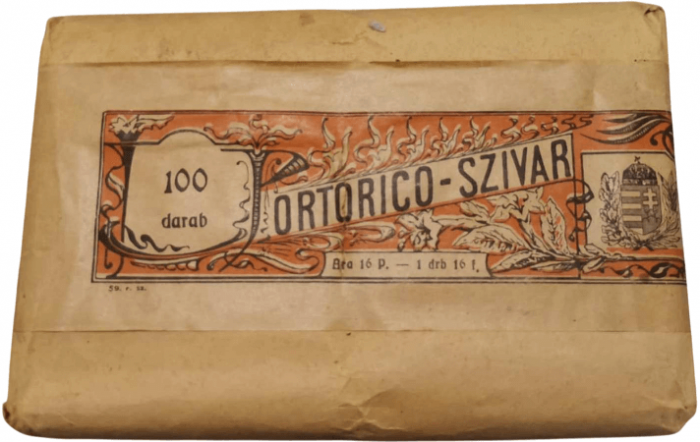 100
darab
PORTORICO-SZIVAR
Ára 16 P. — 1 drb 16 f.